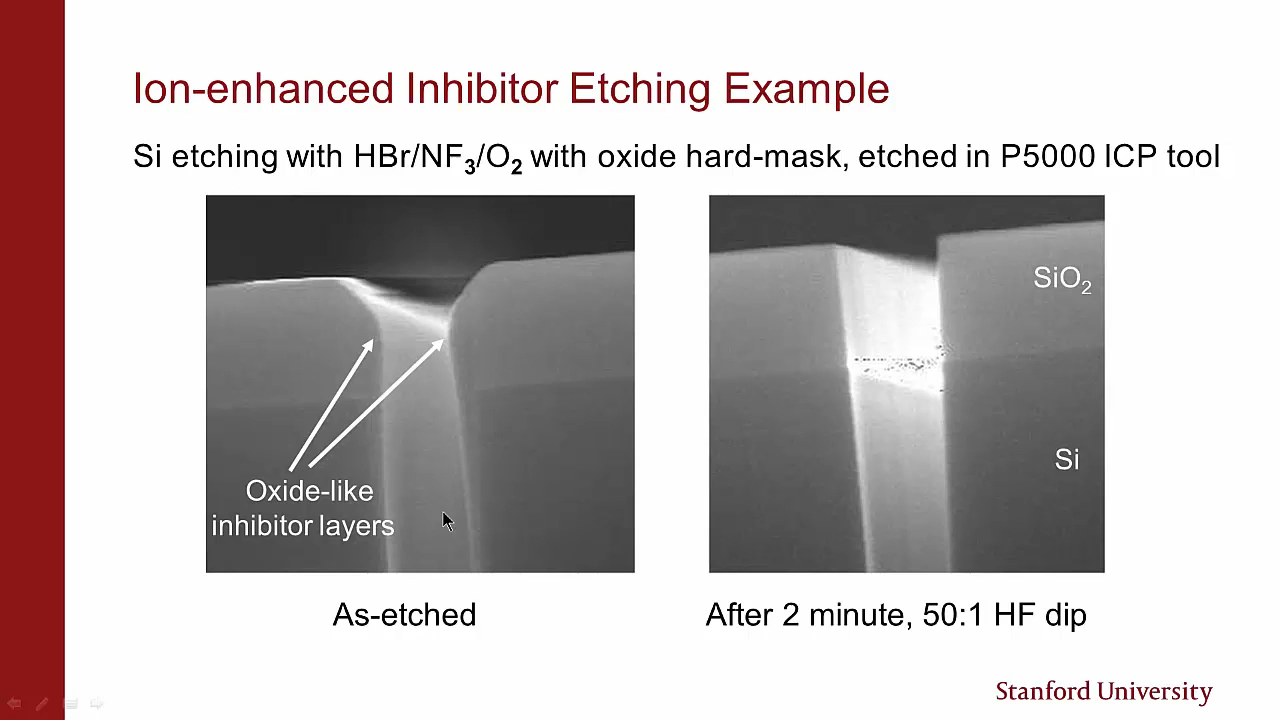 Ion-enhanced Inhibitor Etching Example
Si etching with HBr/NF3/O2 with oxide hard-mask, etched in P5000 ICP tool
SiO2
Si
Oxide-like
inhibitor layers
As-etched
After 2 minute, 50:1 HF dip
Stanford University